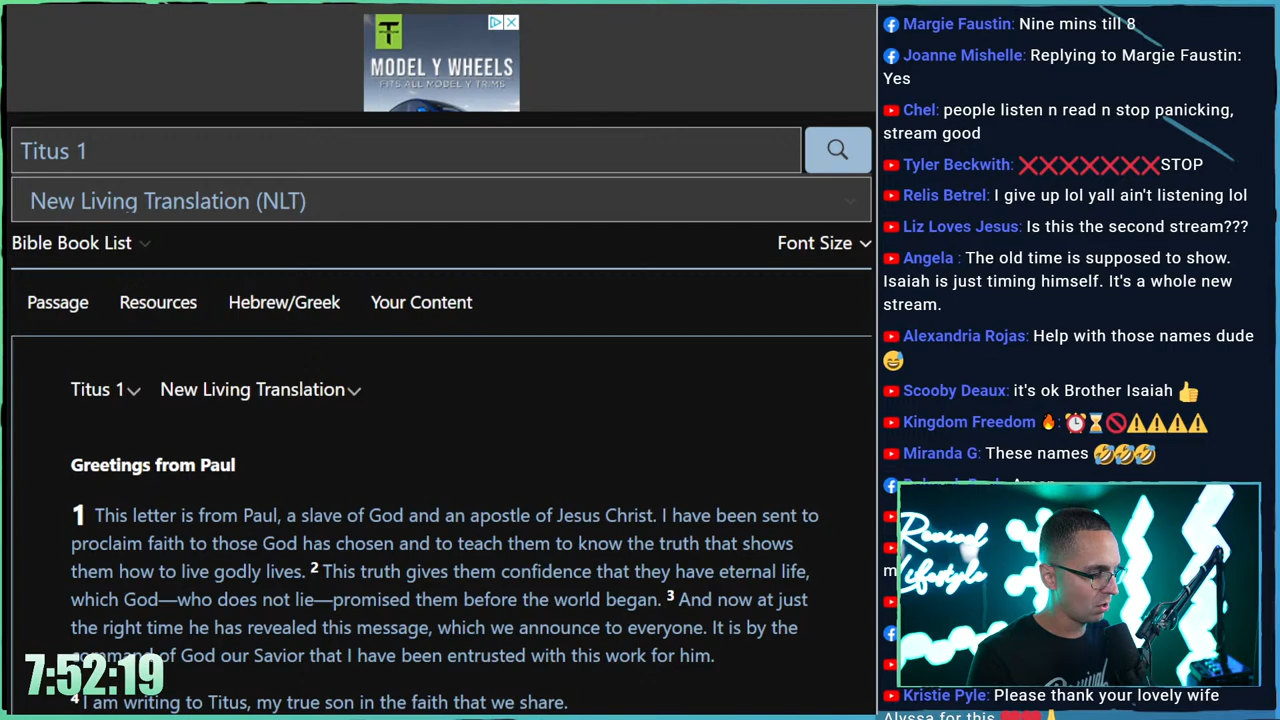 MODEL Y WHEELS
FITS ALL MODEL Y TRIMS
Titus 1
New Living Translation (NLT)
Bible Book List
Font Size
Passage
Resources
Hebrew/Greek
Your Content
Titus 1
New Living Translation
Greetings from Paul
1 This letter is from Paul, a slave of God and an apostle of Jesus Christ. I have been sent to
proclaim faith to those God has chosen and to teach them to know the truth that shows
them how to live godly lives. 2 This truth gives them confidence that they have eternal life,
which God—who does not lie—promised them before the world began. 3 And now at just
the right time he has revealed this message, which we announce to everyone. It is by the
command of God our Savior that I have been entrusted with this work for him.
4 I am writing to Titus, my true son in the faith that we share.
7:52:19
Margie Faustin: Nine mins till 8
Joanne Mishelle: Replying to Margie Faustin:
Yes
Chel: people listen n read n stop panicking,
stream good
Tyler Beckwith: ❌❌❌❌❌❌❌STOP
Relis Betrel: I give up lol yall ain't listening lol
Liz Loves Jesus: Is this the second stream???
Angela : The old time is supposed to show.
Isaiah is just timing himself. It's a whole new
stream.
Alexandria Rojas: Help with those names dude
😅
Scooby Deaux: it's ok Brother Isaiah 👍
Kingdom Freedom 🔥: ⏰⏳🚫⚠️⚠️⚠️⚠️
Miranda G: These names 🤣🤣🤣
Revival
Lifestyle
Kristie Pyle: Please thank your lovely wife
Alyssa for this